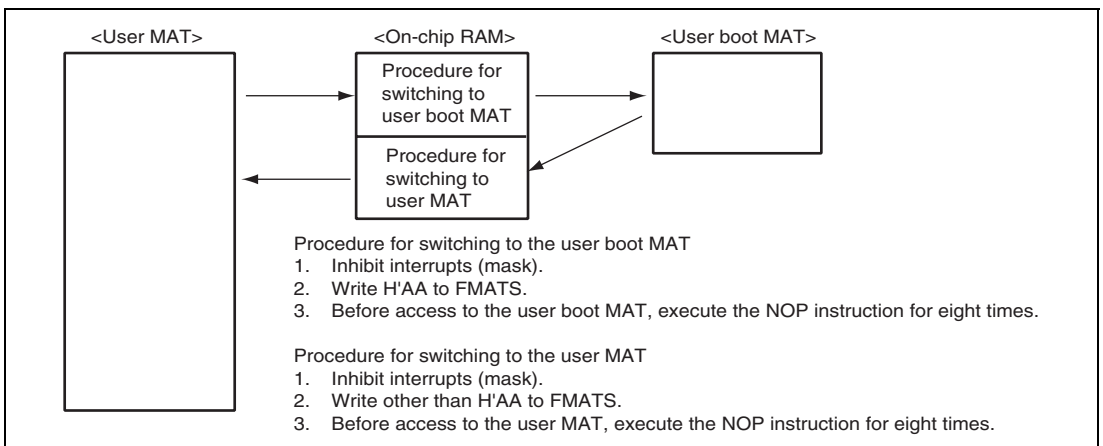 <User MAT>
<On-chip RAM>
<User boot MAT>
Procedure for
switching to
user boot MAT
Procedure for
switching to
user MAT
Procedure for switching to the user boot MAT
1. Inhibit interrupts (mask).
2. Write H'AA to FMATS.
3. Before access to the user boot MAT, execute the NOP instruction for eight times.
Procedure for switching to the user MAT
1. Inhibit interrupts (mask).
2. Write other than H'AA to FMATS.
3. Before access to the user MAT, execute the NOP instruction for eight times.